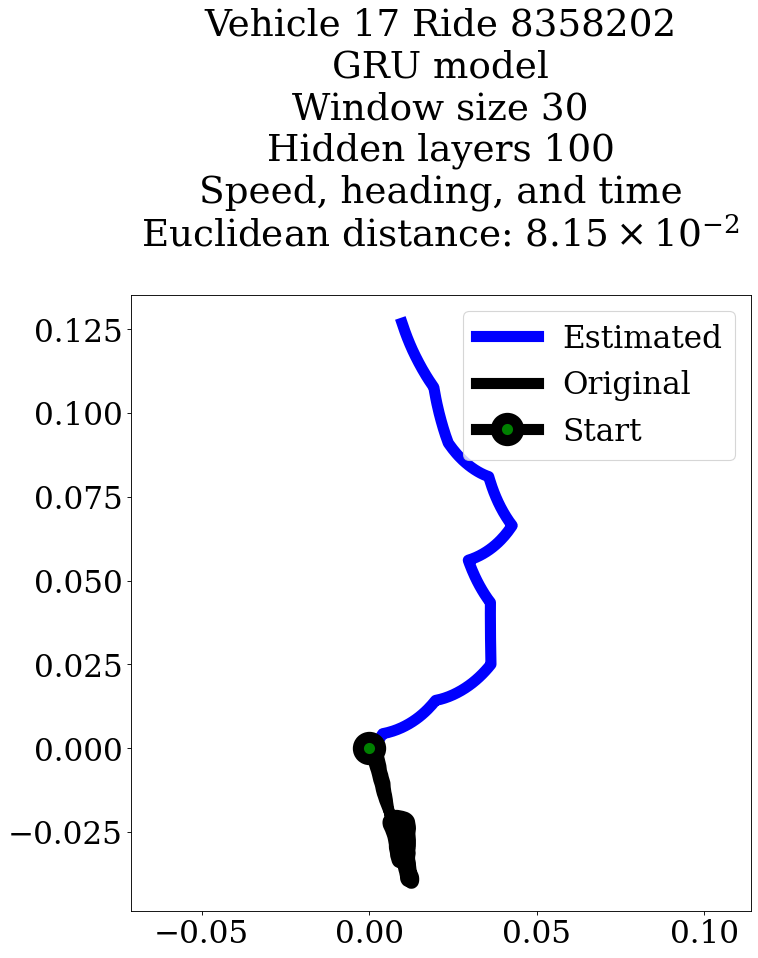 Vehicle 17 Ride 8358202
GRU model
Window size 30
Hidden layers 100
Speed, heading, and time
Euclidean distance: 8.15 × 10⁻²
Estimated
Original
Start
0.125
0.100
0.075
0.050
0.025
0.000
−0.025
−0.05
0.00
0.05
0.10